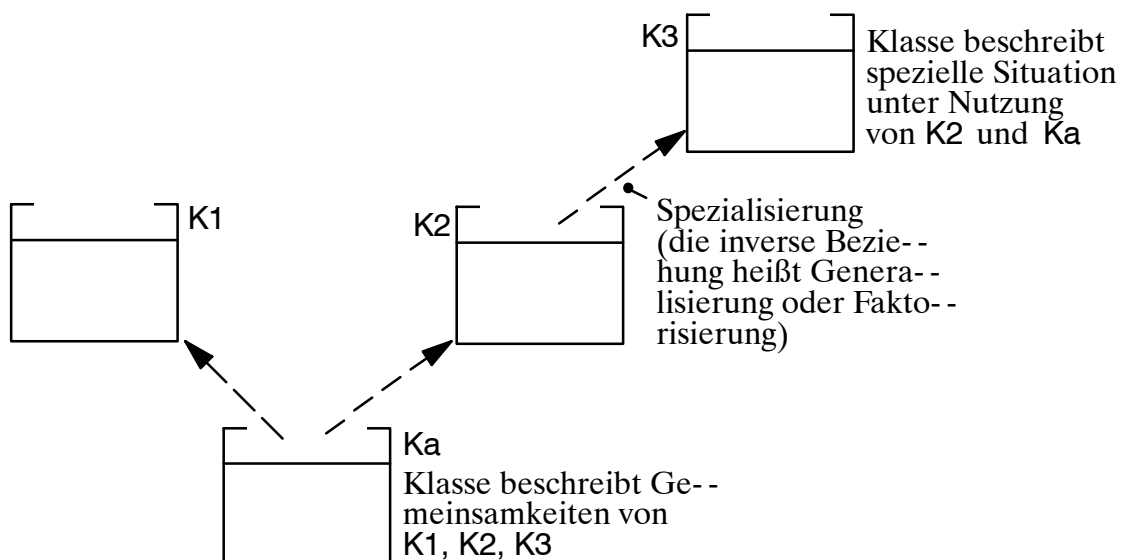 K3
Klasse beschreibt
spezielle Situation
unter Nutzung
von K2 und Ka
K1
K2
Spezialisierung
(die inverse Bezie--
hung heißt Genera--
lisierung oder Fakto--
risierung)
Ka
Klasse beschreibt Ge--
meinsamkeiten von
K1, K2, K3